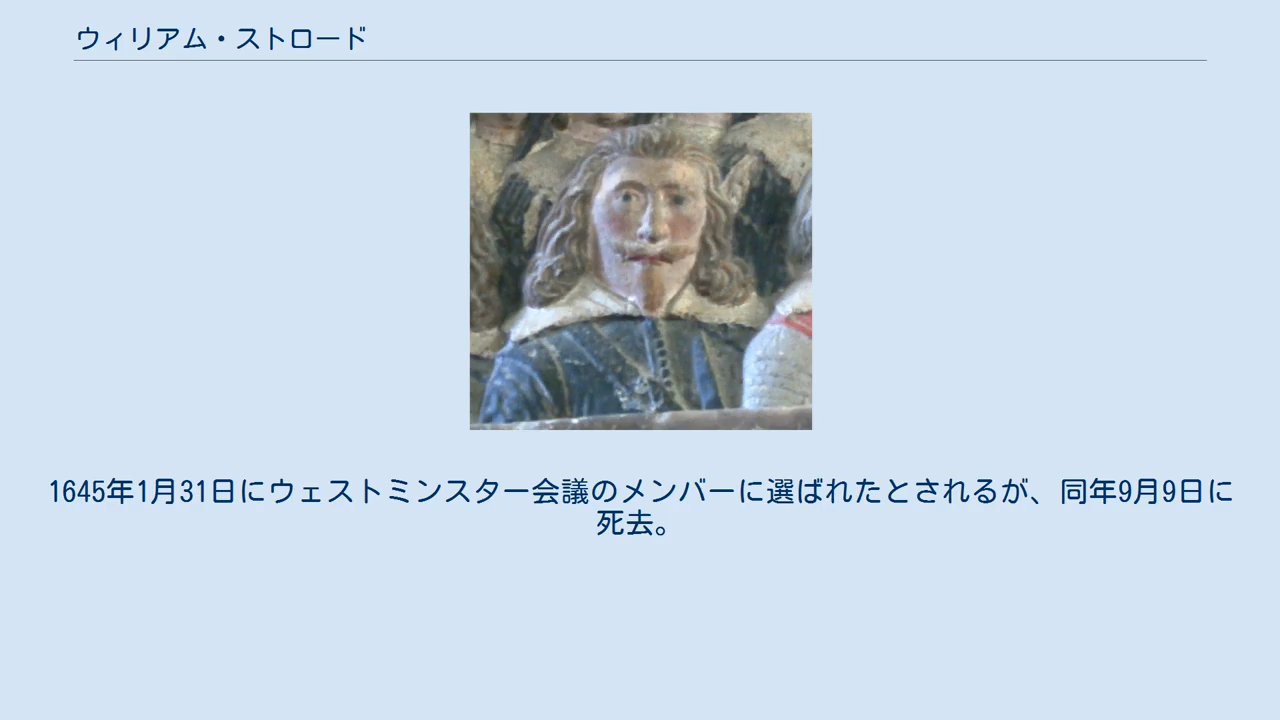 ウィリアム・ストロード
1645年1月31日にウェストミンスター会議のメンバーに選ばれたとされるが、同年9月9日に
死去。